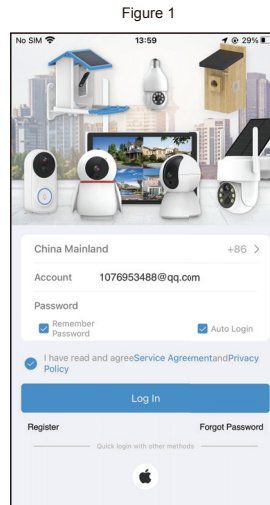 Figure 1
No SIM 13:59 29%
China Mainland +86 >
Account 1076953488@qq.com
Password
Remember Password
Auto Login
I have read and agreeService AgreementandPrivacy
Policy
Log In
Register Forgot Password
Quick login with other methods